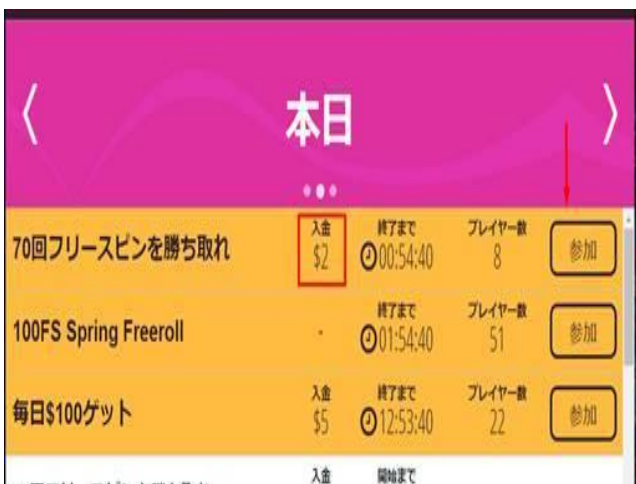 本日
70回フリースピンを勝ち取れ
入金
$2
終了まで
00:54:40
プレイヤー数
8
参加
100FS Spring Freeroll
-
終了まで
01:54:40
プレイヤー数
51
参加
毎日$100ゲット
入金
$5
終了まで
12:53:40
プレイヤー数
22
参加
入金
開始まで